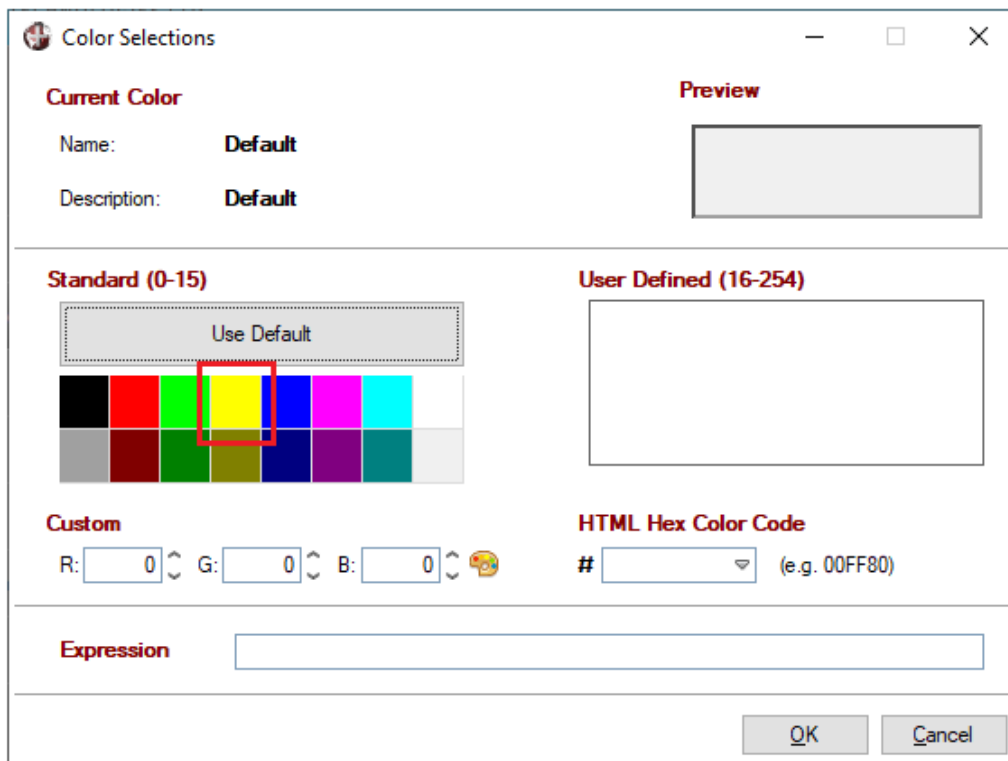 Color Selections
Current Color
Preview
Name: Default
Description: Default
Standard (0-15)
User Defined (16-254)
Use Default
Custom
HTML Hex Color Code
R: 0 G: 0 B: 0
# (e.g. 00FF80)
Expression
OK Cancel